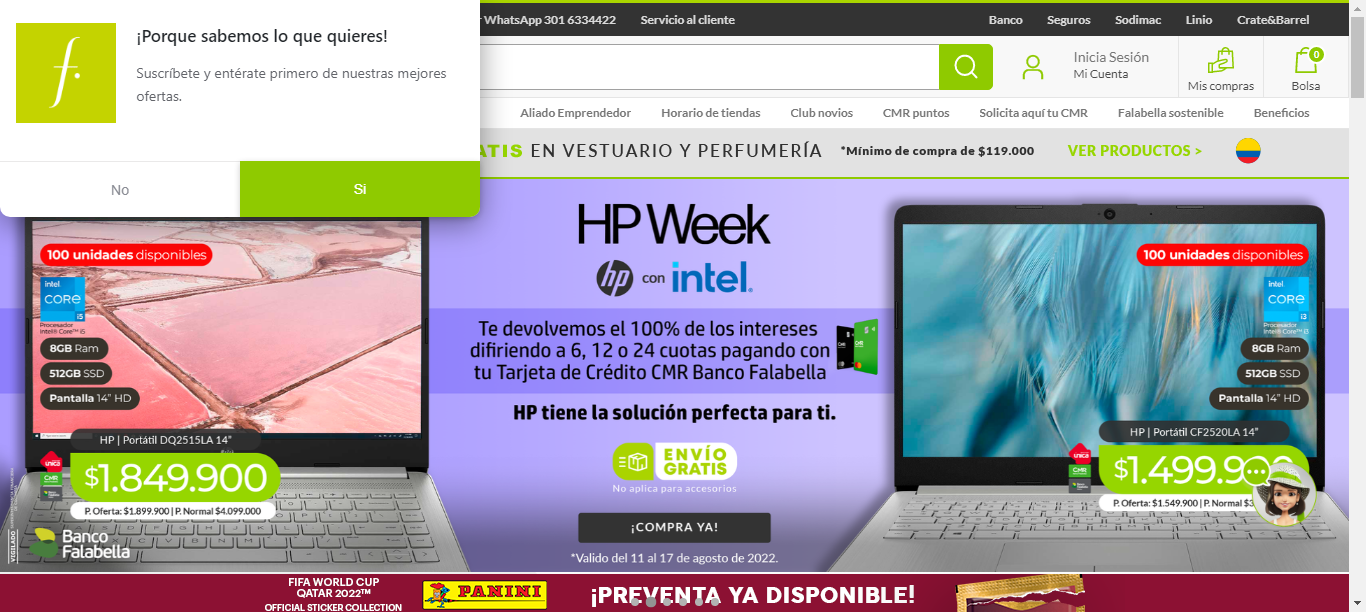 ¡Porque sabemos lo que quieres!
Suscríbete y entérate primero de nuestras mejores
ofertas.
No
Si
WhatsApp 301 6334422
Servicio al cliente
Banco
Seguros
Sodimac
Linio
Crate&Barrel
Inicia Sesión
Mi Cuenta
Mis compras
0
Bolsa
Aliado Emprendedor
Horario de tiendas
Club novios
CMR puntos
Solicita aquí tu CMR
Falabella sostenible
Beneficios
EN VESTUARIO Y PERFUMERÍA
*Mínimo de compra de $119.000
VER PRODUCTOS >
100 unidades disponibles
intel
CORE
i5
Procesador
Intel® Core™ i5
8GB Ram
512GB SSD
Pantalla 14" HD
HP | Portátil DQ2515LA 14"
única
CMR
$1.849.900
P. Oferta: $1.899.900 | P. Normal $4.099.000
VIGILADO
Banco
Falabella
HP Week
hp con intel.
Te devolvemos el 100% de los intereses
difiriendo a 6, 12 o 24 cuotas pagando con
tu Tarjeta de Crédito CMR Banco Falabella
HP tiene la solución perfecta para ti.
ENVÍO
GRATIS
No aplica para accesorios
¡COMPRA YA!
*Valido del 11 al 17 de agosto de 2022.
100 unidades disponibles
intel
CORE
i3
Procesador
Intel® Core™ i3
8GB Ram
512GB SSD
Pantalla 14" HD
HP | Portátil CF2520LA 14"
única
CMR
$1.499.900
P. Oferta: $1.549.900 | P. Normal
FIFA WORLD CUP
QATAR 2022™
OFFICIAL STICKER COLLECTION
PANINI
¡PREVENTA YA DISPONIBLE!